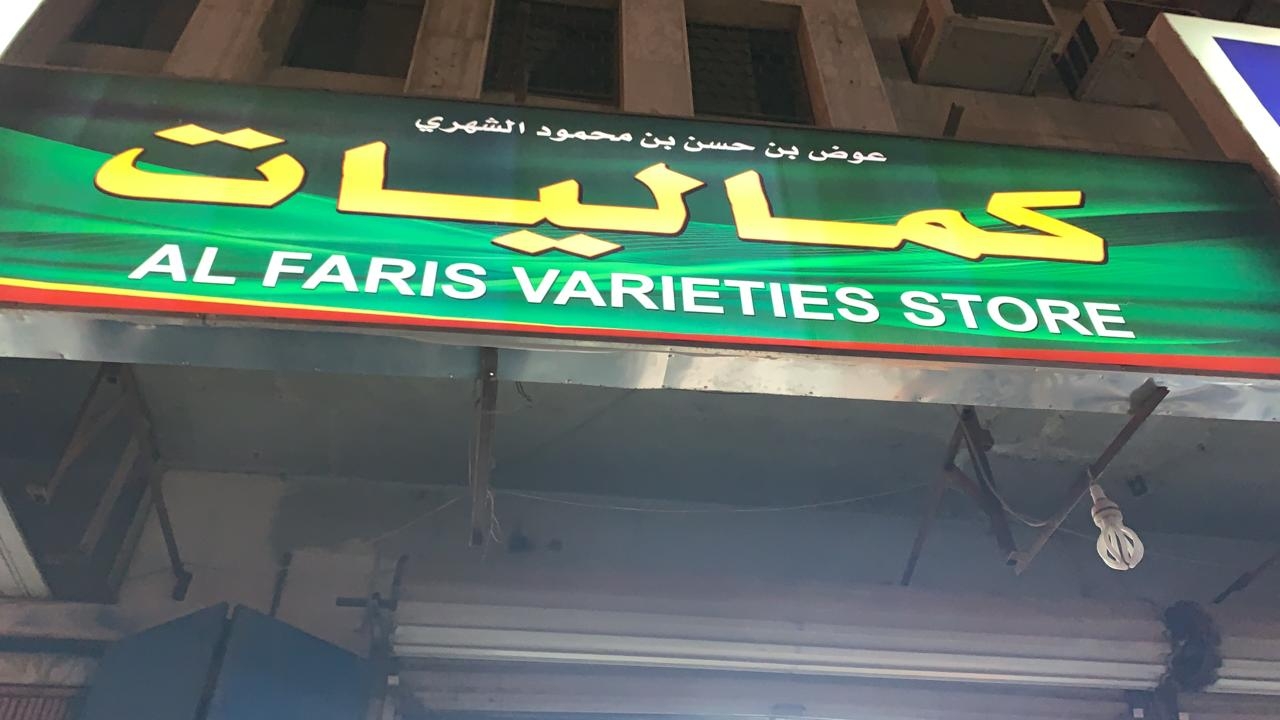 عوض بن حسن بن محمود الشهري
كماليات
AL FARIS VARIETIES STORE